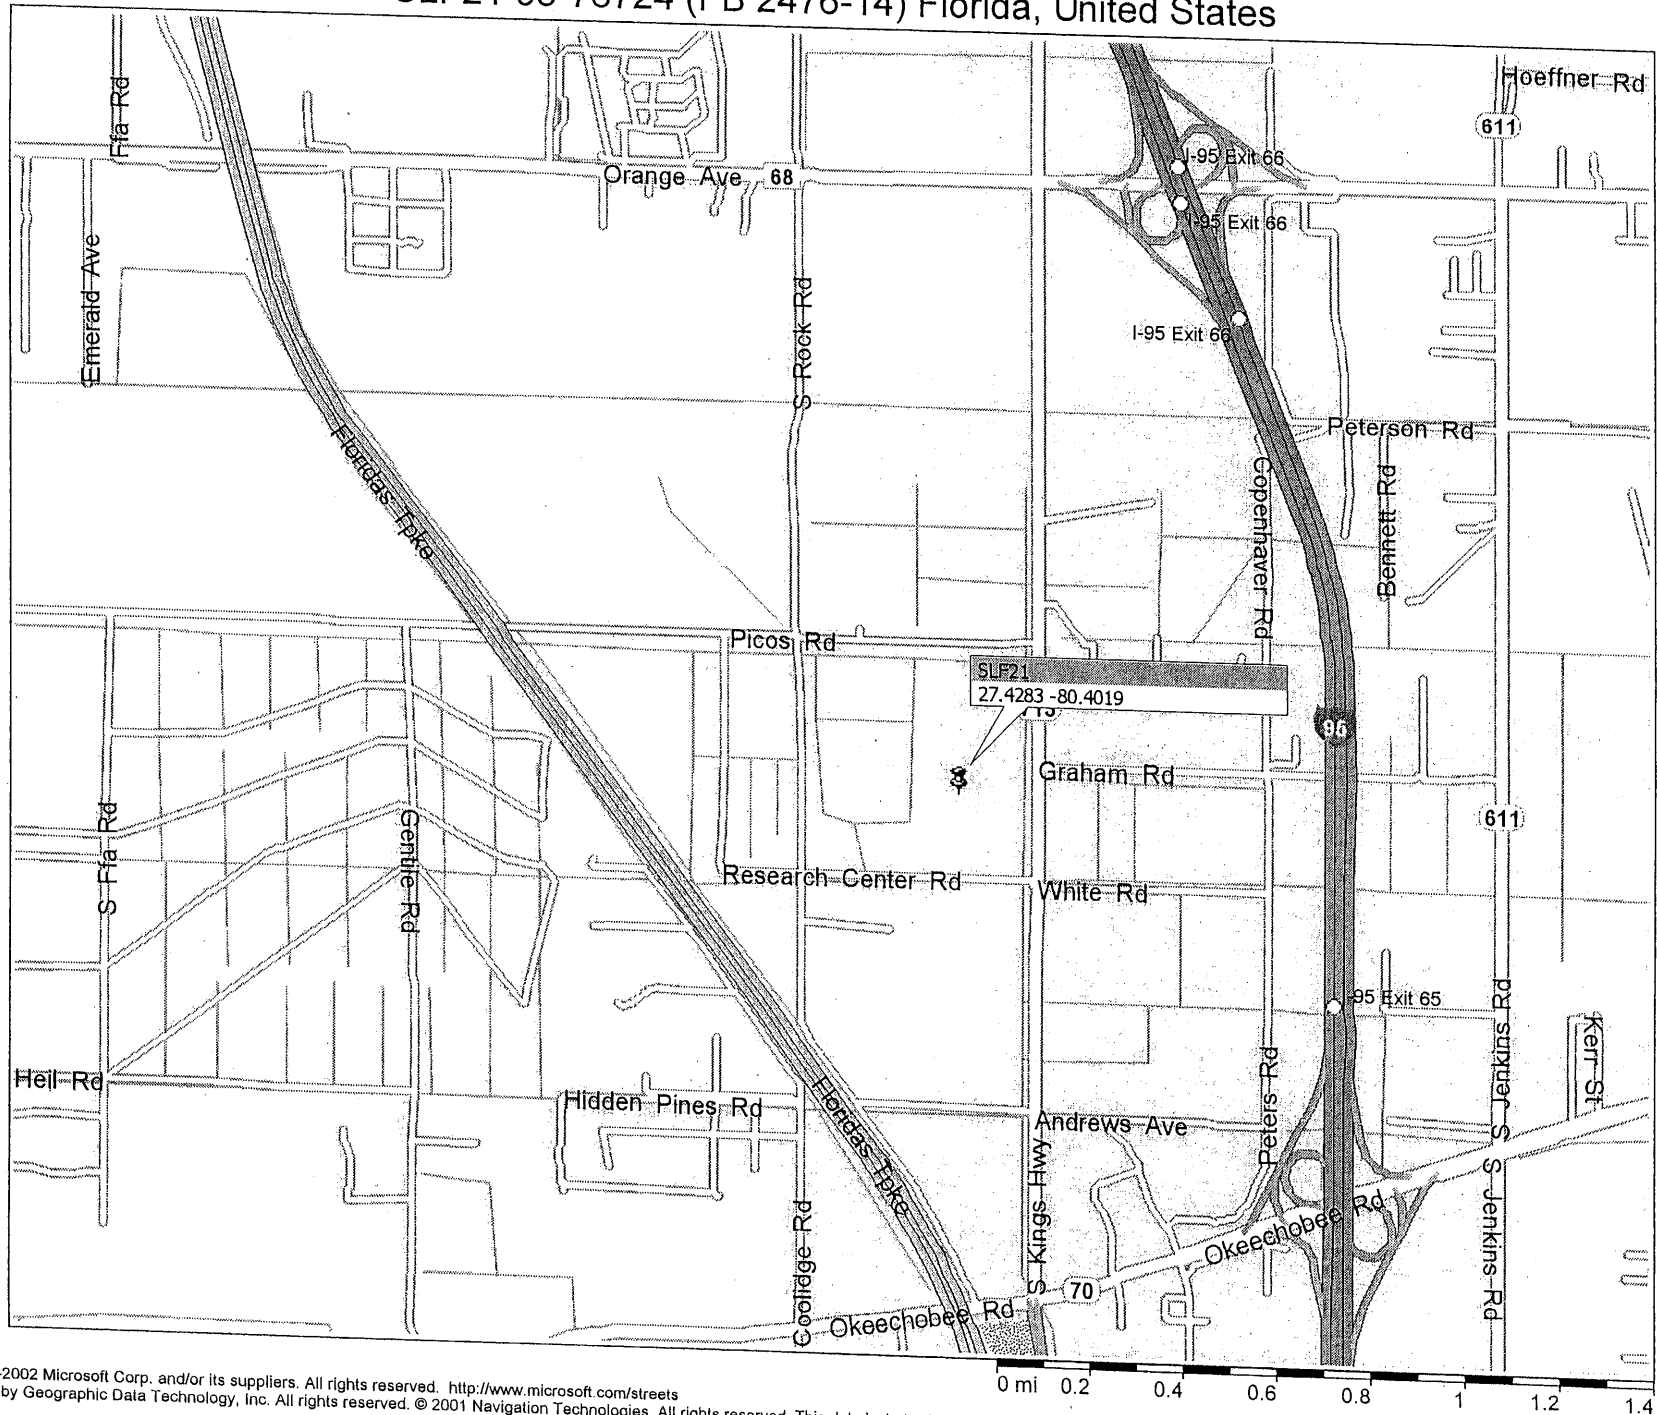 Florida, United States
Hoeffner Rd
Ffa Rd
611
I-95 Exit 66
Orange Ave
68
I-95 Exit 66
Emerald Ave
S Rock Rd
I-95 Exit 66
Peterson Rd
Floridas Tpke
Copenhaver Rd
Bennett Rd
Picos Rd
SLF21
27.4283 -80.4019
95
Graham Rd
S Ffa Rd
Gentile Rd
611
Research Center Rd
White Rd
I-95 Exit 65
S Jenkins Rd
Kerr St
Peters Rd
Heil Rd
Hidden Pines Rd
Floridas Tpke
Andrews Ave
S Kings Hwy
S Jenkins Rd
Okeechobee Rd
Coolidge Rd
70
Okeechobee Rd
-2002 Microsoft Corp. and/or its suppliers. All rights reserved. http://www.microsoft.com/streets
0 mi 0.2 0.4 0.6 0.8 1 1.2 1.4
by Geographic Data Technology, Inc. All rights reserved. © 2001 Navigation Technologies. All rights reserved.